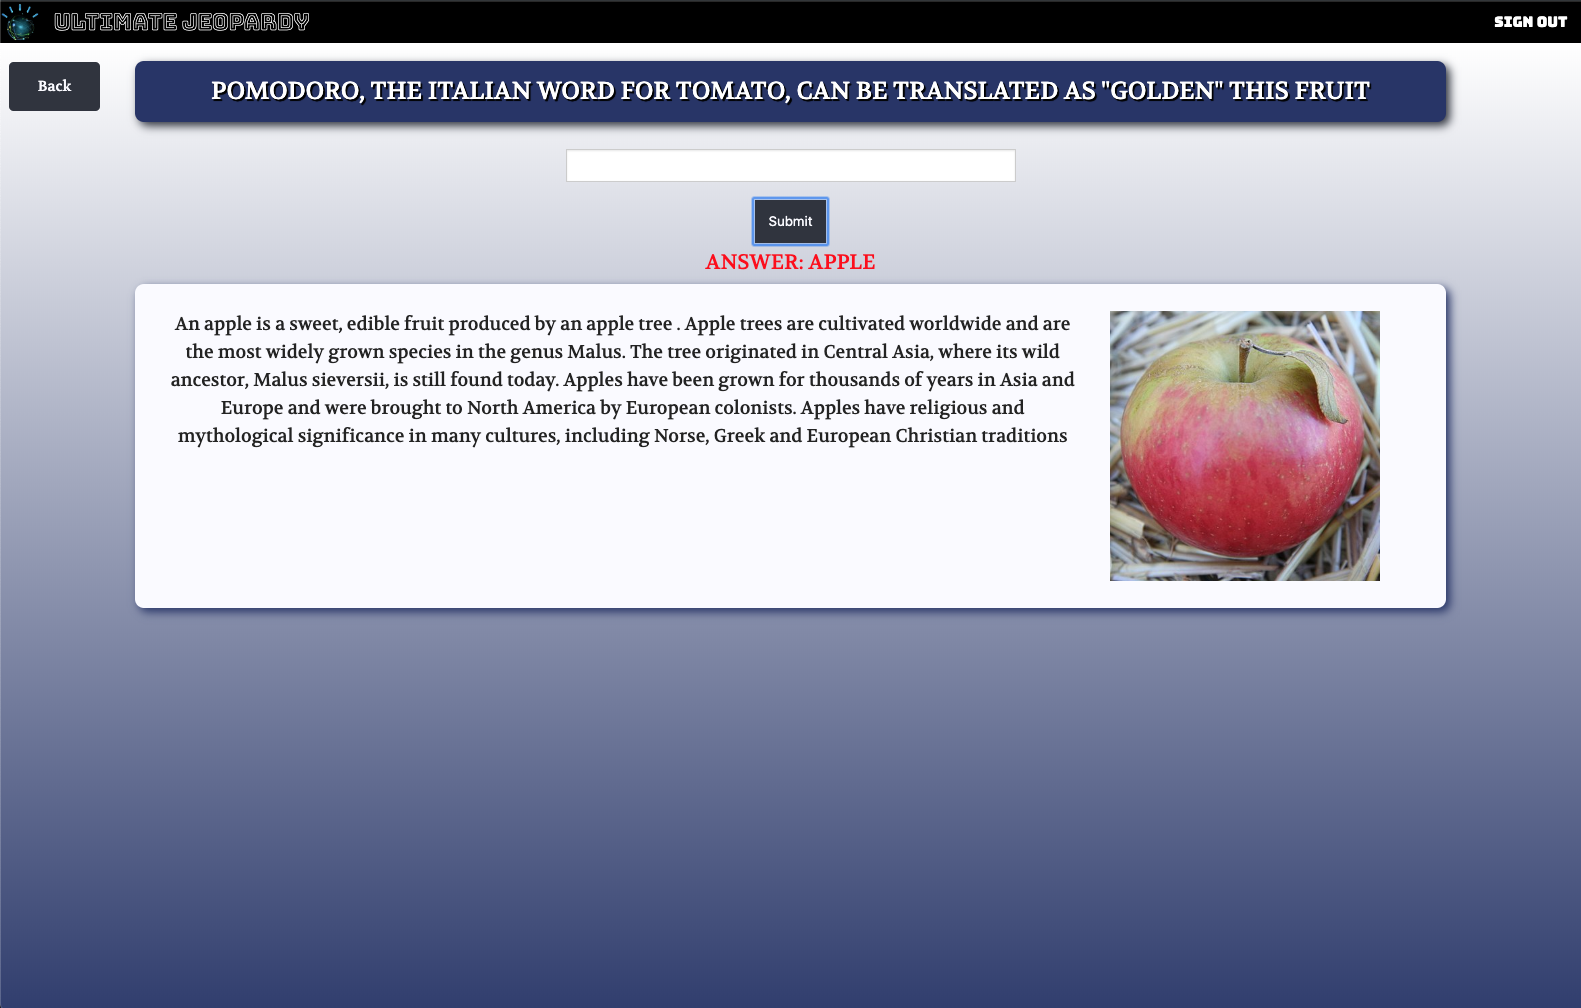 ULTIMATE JEOPARDY
SIGN OUT
Back
POMODORO, THE ITALIAN WORD FOR TOMATO, CAN BE TRANSLATED AS "GOLDEN" THIS FRUIT
Submit
ANSWER: APPLE
An apple is a sweet, edible fruit produced by an apple tree . Apple trees are cultivated worldwide and are
the most widely grown species in the genus Malus. The tree originated in Central Asia, where its wild
ancestor, Malus sieversii, is still found today. Apples have been grown for thousands of years in Asia and
Europe and were brought to North America by European colonists. Apples have religious and
mythological significance in many cultures, including Norse, Greek and European Christian traditions